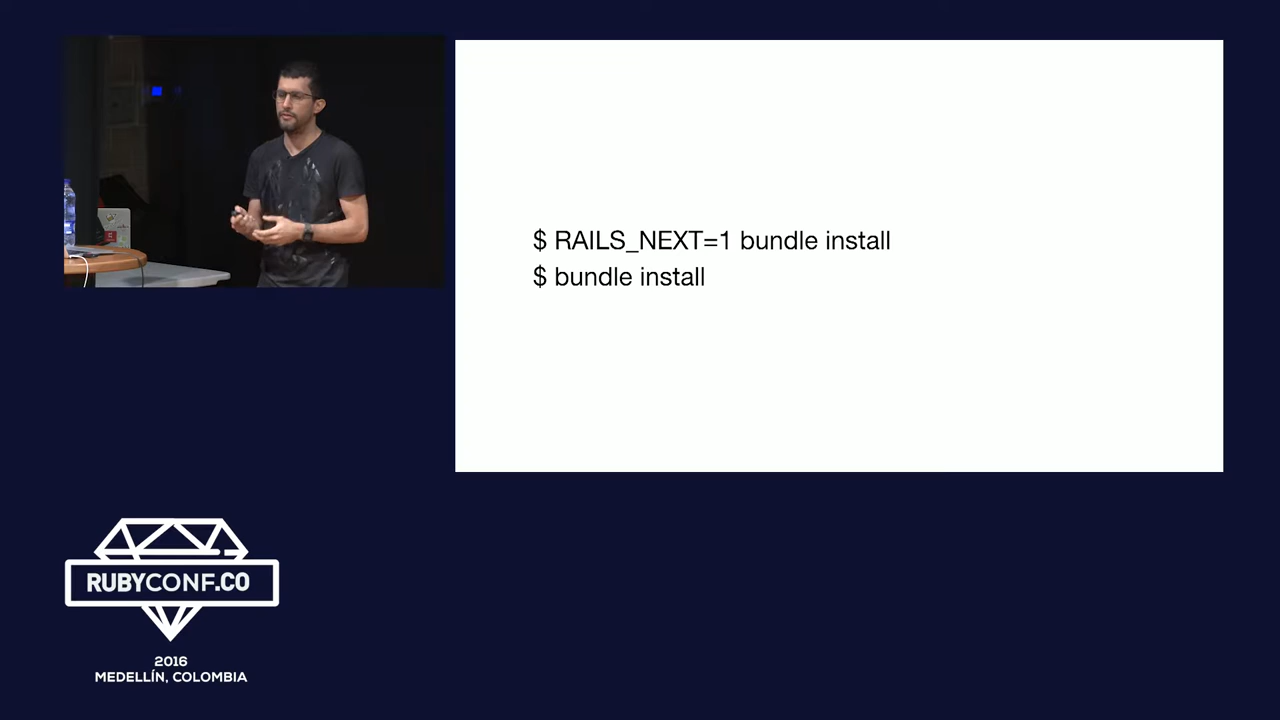 $ RAILS_NEXT=1 bundle install
$ bundle install
RUBYCONF.CO
2016
MEDELLÍN, COLOMBIA